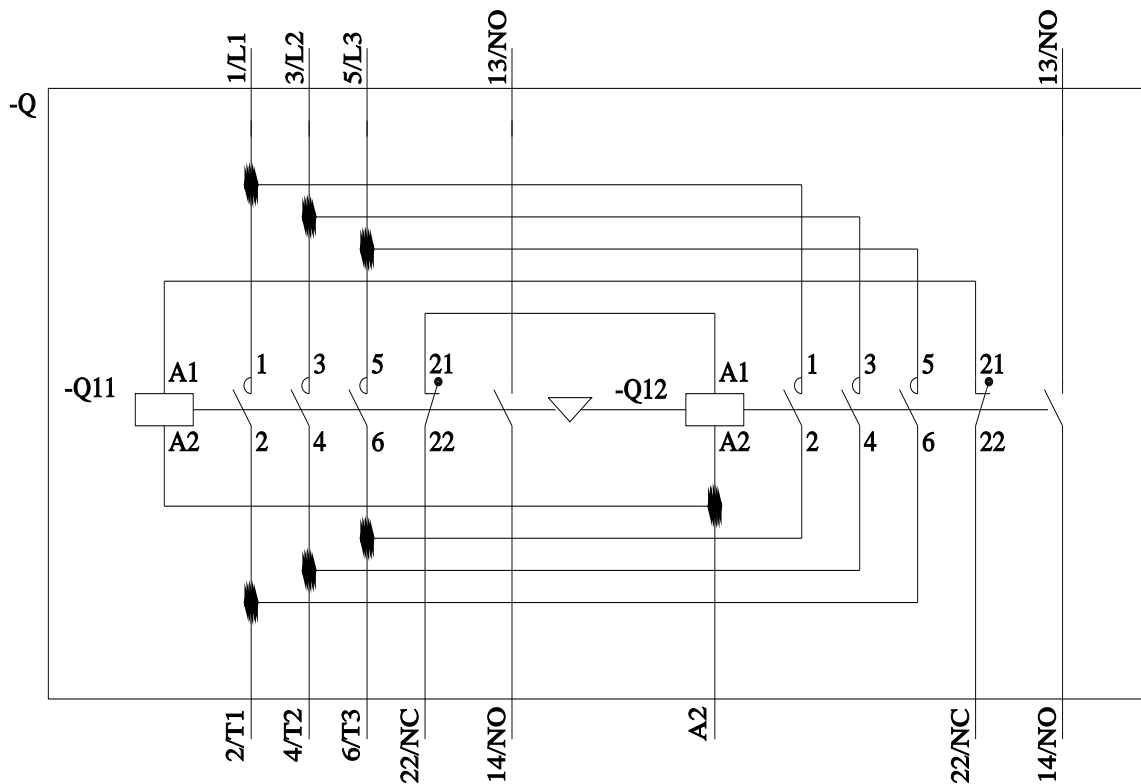 1/L1 3/L2 5/L3 13/NO 13/NO
-Q
A1 1 3 5 21 A1 1 3 5 21
-Q11 -Q12
A2 2 4 6 22 A2 2 4 6 22
2/T1 4/T2 6/T3 22/NC 14/NO A2 22/NC 14/NO